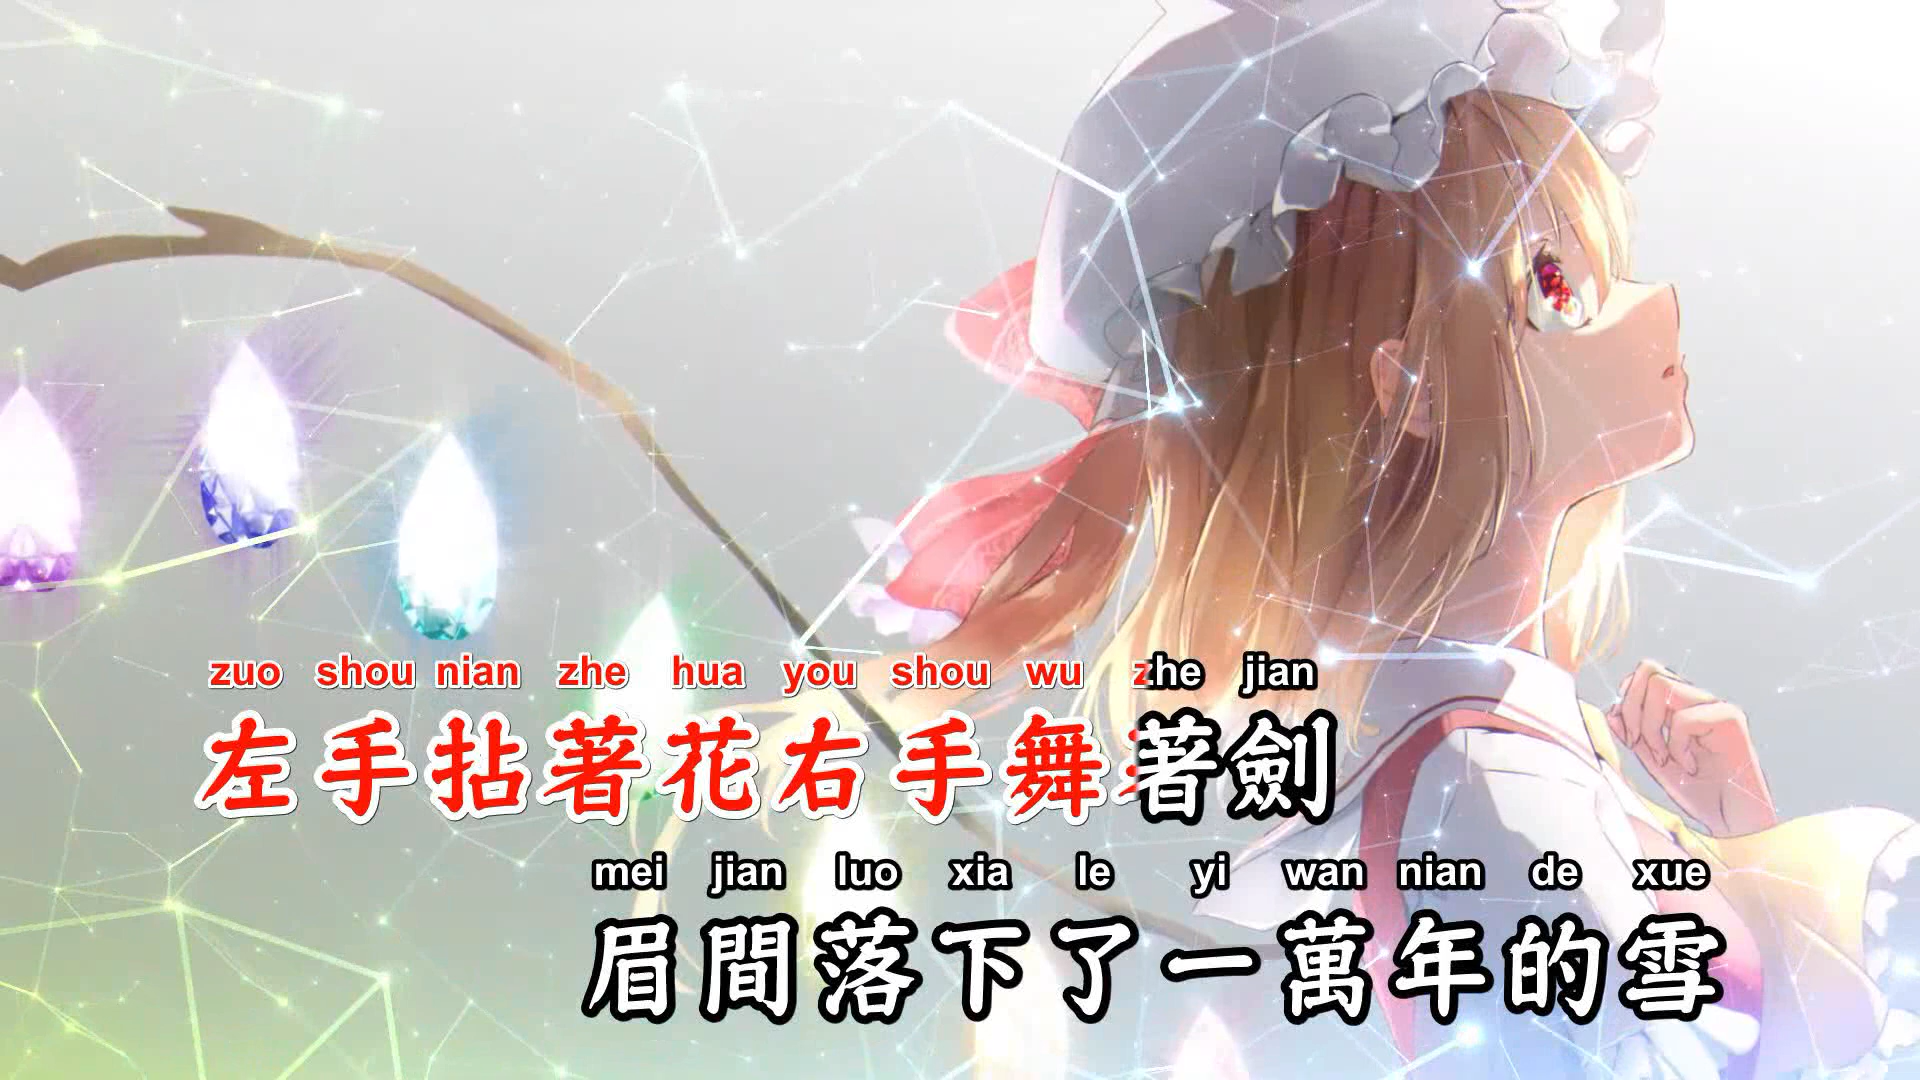 zuo shou nian zhe hua you shou wu zhe jian
左手拈著花右手舞著劍
mei jian luo xia le yi wan nian de xue
眉間落下了一萬年的雪